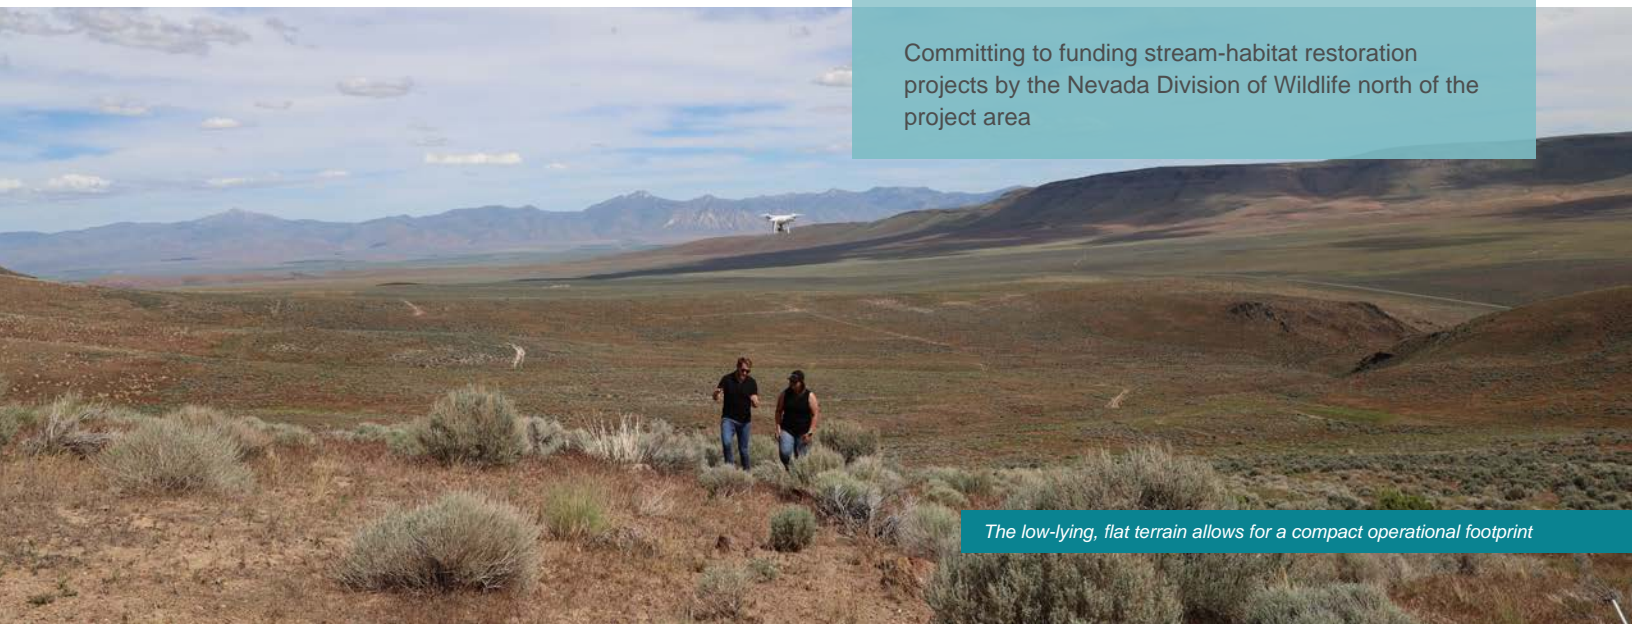 Committing to funding stream-habitat restoration
projects by the Nevada Division of Wildlife north of the
project area
The low-lying, flat terrain allows for a compact operational footprint